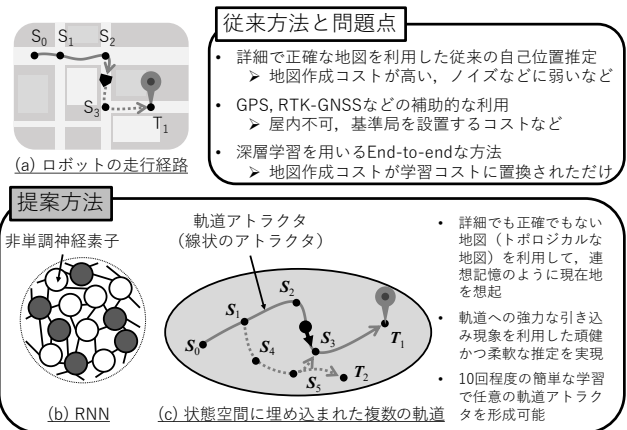 S0 S1 S2
S3
T1
(a) ロボットの走行経路
従来方法と問題点
• 詳細で正確な地図を利用した従来の自己位置推定
➢ 地図作成コストが高い，ノイズなどに弱いなど
• GPS, RTK-GNSSなどの補助的な利用
➢ 屋内不可，基準局を設置するコストなど
• 深層学習を用いるEnd-to-endな方法
➢ 地図作成コストが学習コストに置換されただけ
提案方法
非単調神経素子
(b) RNN
軌道アトラクタ
(線状のアトラクタ)
S0 S1 S2 S3 T1
S4 S5 T2
(c) 状態空間に埋め込まれた複数の軌道
• 詳細でも正確でもない
地図（トポロジカルな
地図）を利用して，連
想記憶のように現在地
を想起
• 軌道への強力な引き込
み現象を利用した頑健
かつ柔軟な推定を実現
• 10回程度の簡単な学習
で任意の軌道アトラク
タを形成可能